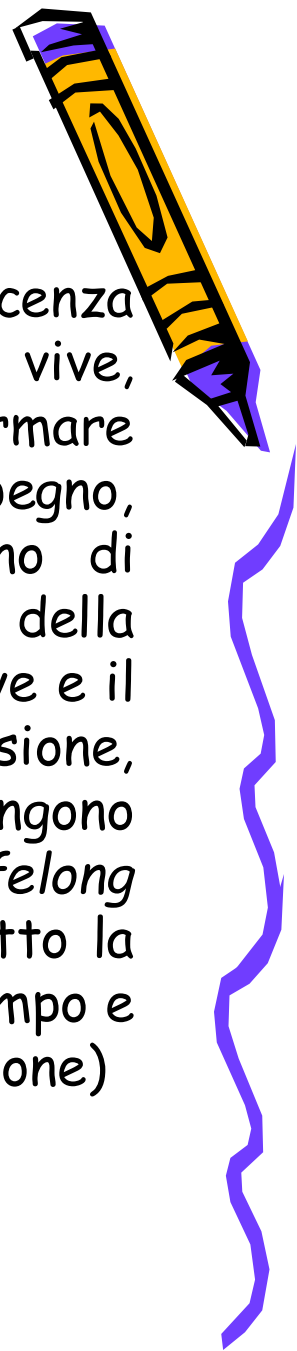 cenza
vive,
rmare
pegno,
no di
della
ve e il
sione,
ngono
felong
tto la
mpo e
one)